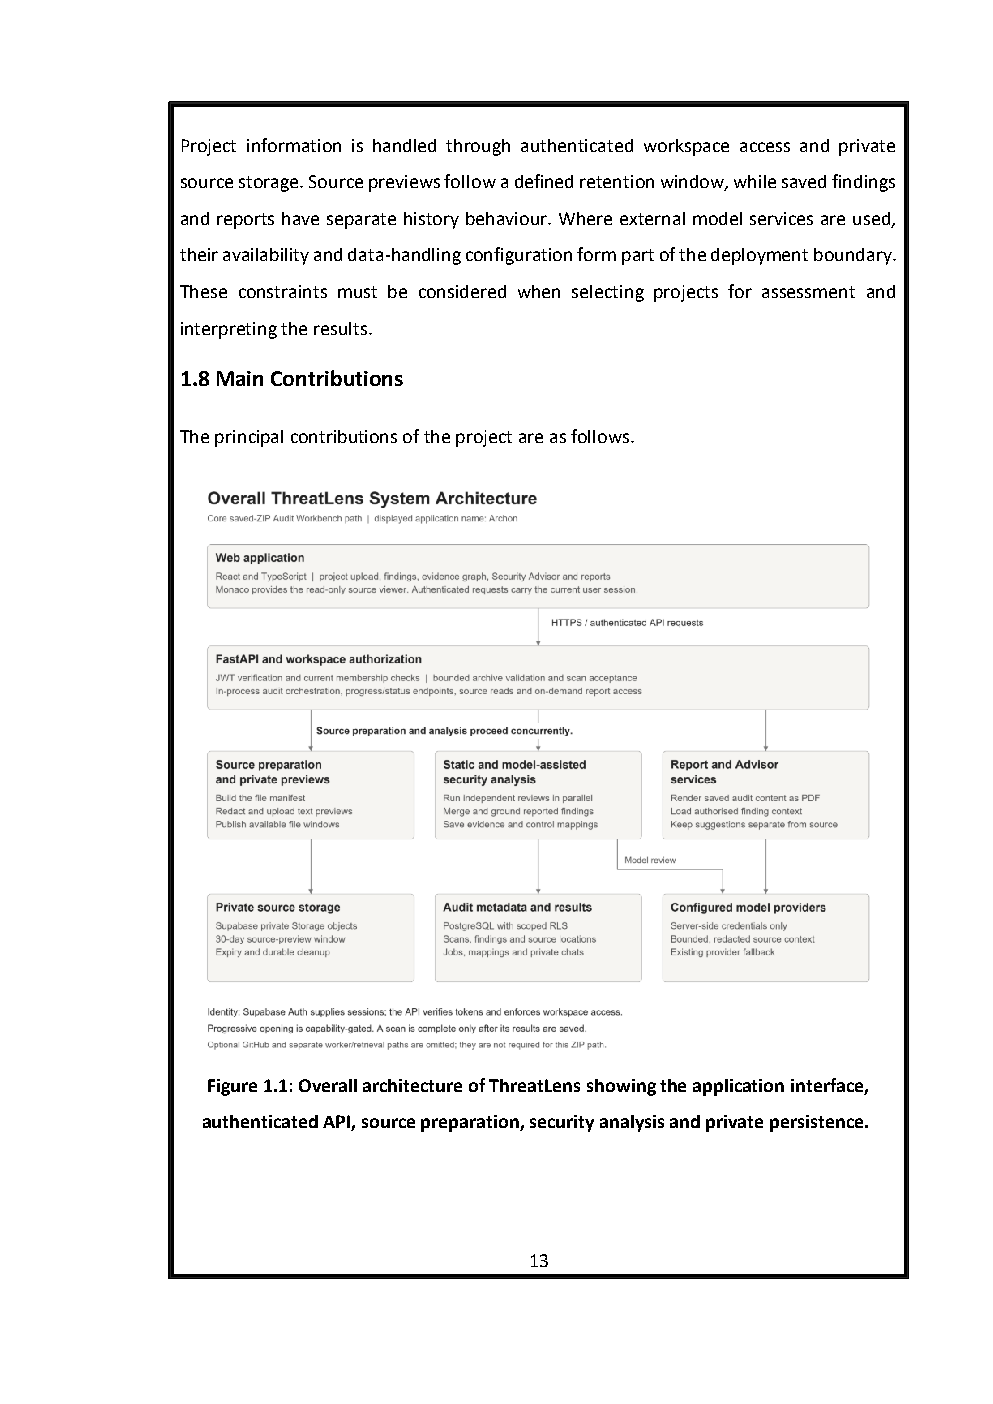 Project information is handled through authenticated workspace access and private
source storage. Source previews follow a defined retention window, while saved findings
and reports have separate history behaviour. Where external model services are used,
their availability and data-handling configuration form part of the deployment boundary.
These constraints must be considered when selecting projects for assessment and
interpreting the results.
1.8 Main Contributions
The principal contributions of the project are as follows.
Overall ThreatLens System Architecture
Core saved-ZIP Audit Workbench path | displayed application name: Archon
Web application
React and TypeScript | project upload, findings, evidence graph, Security Advisor and reports
Monaco provides the read-only source viewer. Authenticated requests carry the current user session.
HTTPS / authenticated API requests
FastAPI and workspace authorization
JWT verification and current membership checks | bounded archive validation and scan acceptance
In-process audit orchestration, progress/status endpoints, source reads and on-demand report access
Source preparation and analysis proceed concurrently.
Source preparation
and private previews
Build the file manifest
Redact and upload text previews
Publish available file windows
Static and model-assisted
security analysis
Run independent reviews in parallel
Merge and ground reported findings
Save evidence and control mappings
Report and Advisor
services
Render saved audit content as PDF
Load authorised finding context
Keep suggestions separate from source
Model review
Private source storage
Supabase private Storage objects
30-day source-preview window
Expiry and durable cleanup
Audit metadata and results
PostgreSQL with scoped RLS
Scans, findings and source locations
Jobs, mappings and private chats
Configured model providers
Server-side credentials only
Bounded, redacted source context
Existing provider fallback
Identity: Supabase Auth supplies sessions; the API verifies tokens and enforces workspace access.
Progressive opening is capability-gated. A scan is complete only after its results are saved.
Optional GitHub and separate worker/retrieval paths are omitted; they are not required for this ZIP path.
Figure 1.1: Overall architecture of ThreatLens showing the application interface,
authenticated API, source preparation, security analysis and private persistence.
13